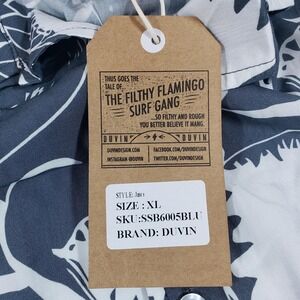 THUS GOES THE
TALE OF...
THE FILTHY FLAMINGO
SURF GANG
...SO FILTHY AND ROUGH
YOU BETTER BELIEVE IT MANG.
DUVIN DUVIN
DUVINDESIGN.COM FACEBOOK.COM/DUVINDESIGN
INSTAGRAM @DUVIN TWITTER.COM/DUVINDESIGN
STYLE:
SIZE : XL
SKU:SSB6005BLU
BRAND: DUVIN